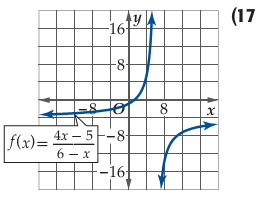 16 y (17
8
−8 O 8 x
f(x)= 4x − 5 / 6 − x
−8
−16